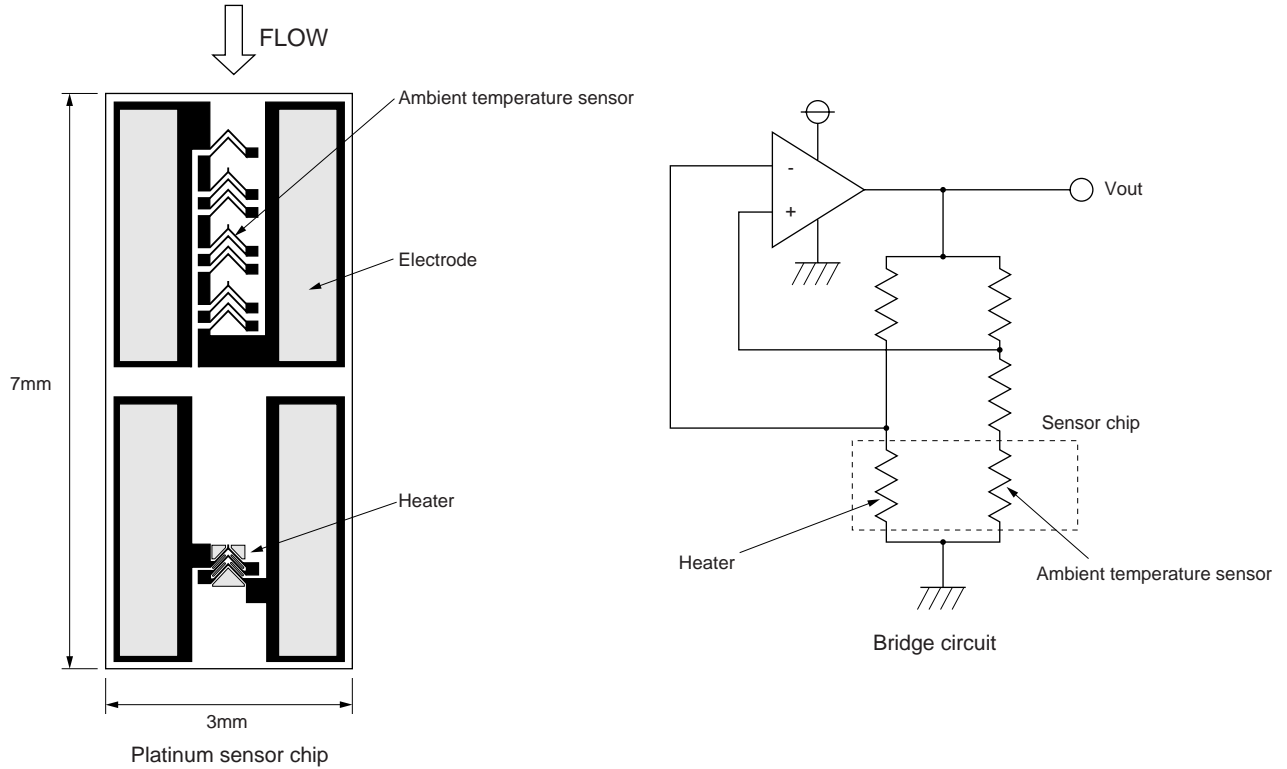 FLOW
Ambient temperature sensor
Electrode
7mm
Heater
3mm
Platinum sensor chip
-
+
Vout
Sensor chip
Heater
Ambient temperature sensor
Bridge circuit